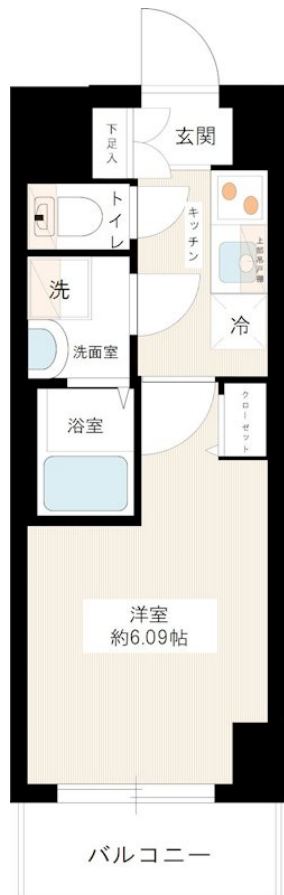 下足入
玄関
トイレ
キッチン
上部吊戸棚
洗
洗面室
冷
浴室
クローゼット
洋室
約6.09帖
バルコニー